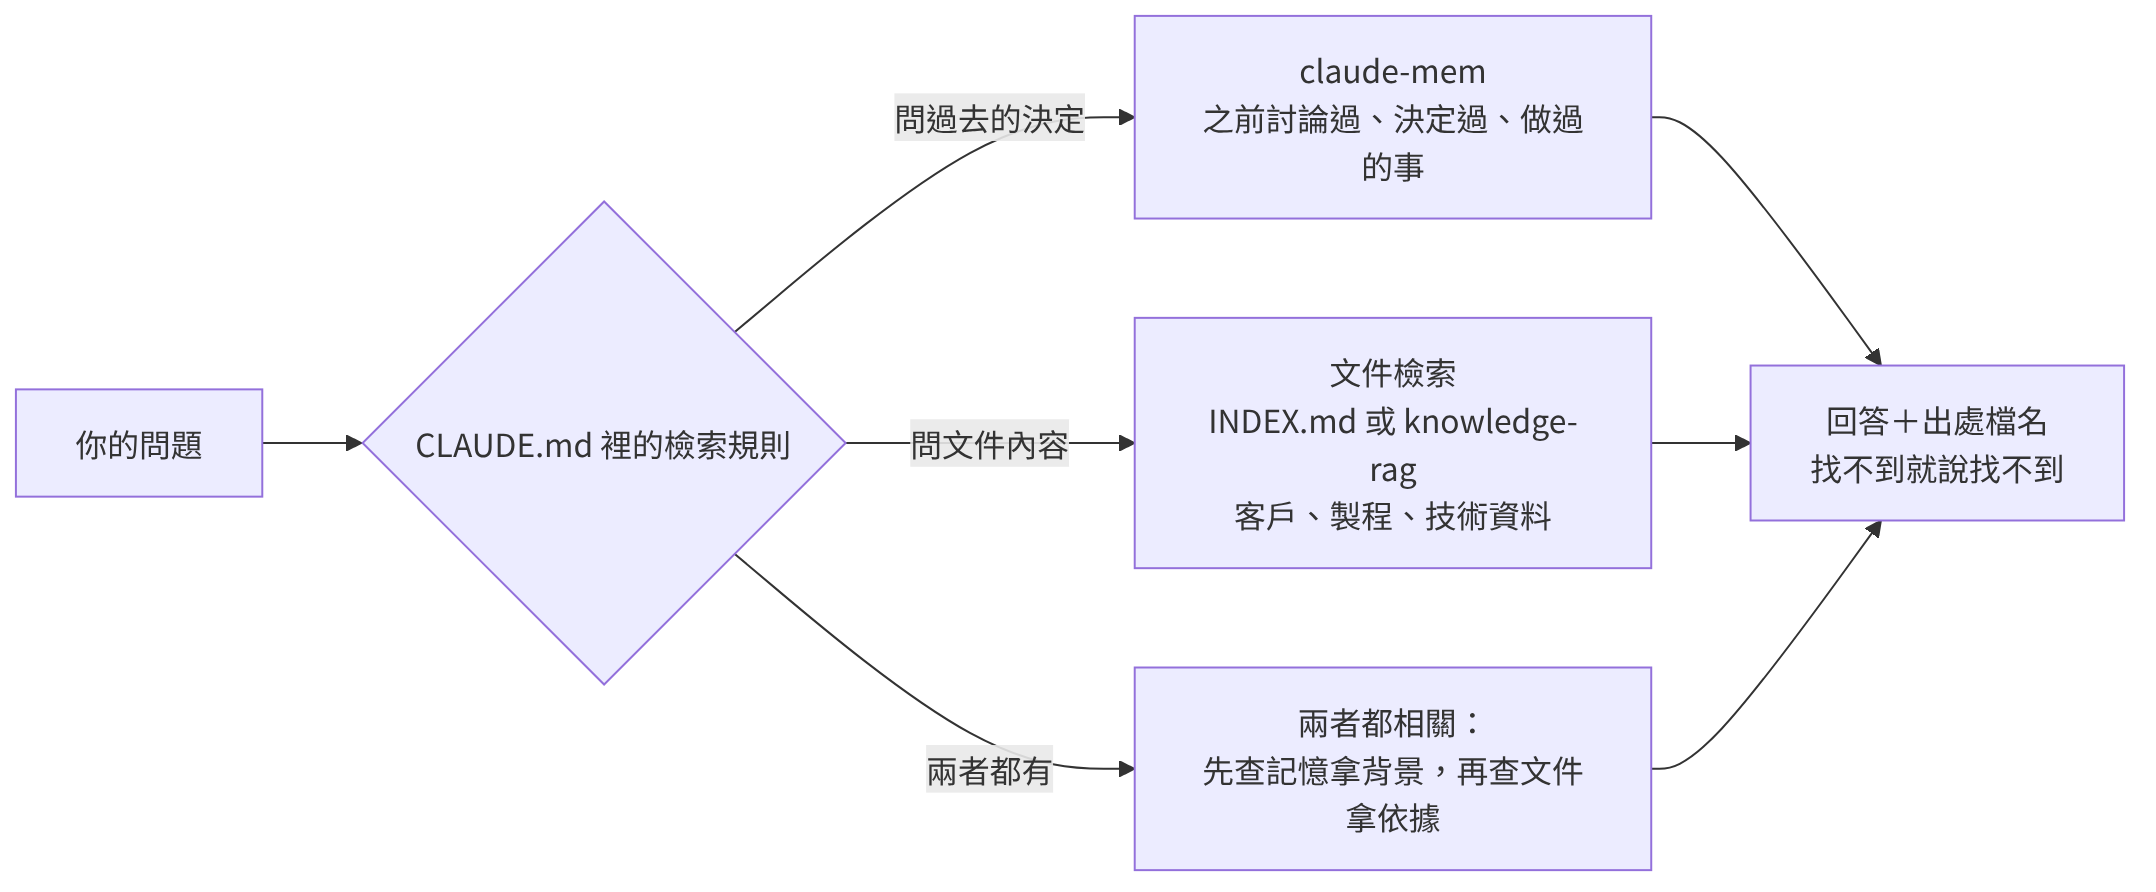 你的問題
CLAUDE.md 裡的檢索規則
問過去的決定
claude-mem
之前討論過、決定過、做過
的事
問文件內容
文件檢索
INDEX.md 或 knowledge-
rag
客戶、製程、技術資料
兩者都有
兩者都相關：
先查記憶拿背景，再查文件
拿依據
回答＋出處檔名
找不到就說找不到